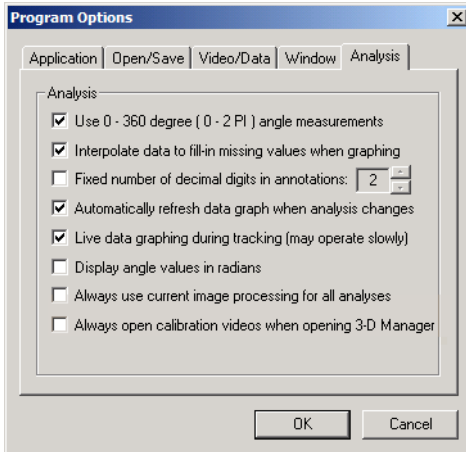 Program Options
Application Open/Save Video/Data Window Analysis
Analysis
Use 0 - 360 degree ( 0 - 2 PI ) angle measurements
Interpolate data to fill-in missing values when graphing
Fixed number of decimal digits in annotations: 2
Automatically refresh data graph when analysis changes
Live data graphing during tracking (may operate slowly)
Display angle values in radians
Always use current image processing for all analyses
Always open calibration videos when opening 3-D Manager
OK Cancel